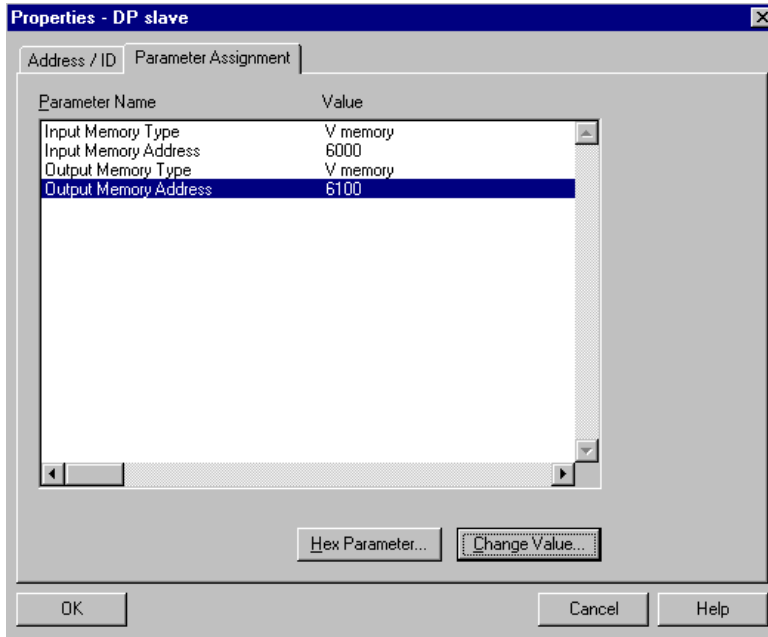 Properties - DP slave
Address / ID Parameter Assignment
Parameter Name Value
Input Memory Type V memory
Input Memory Address 6000
Output Memory Type V memory
Output Memory Address 6100
Hex Parameter... Change Value...
OK Cancel Help